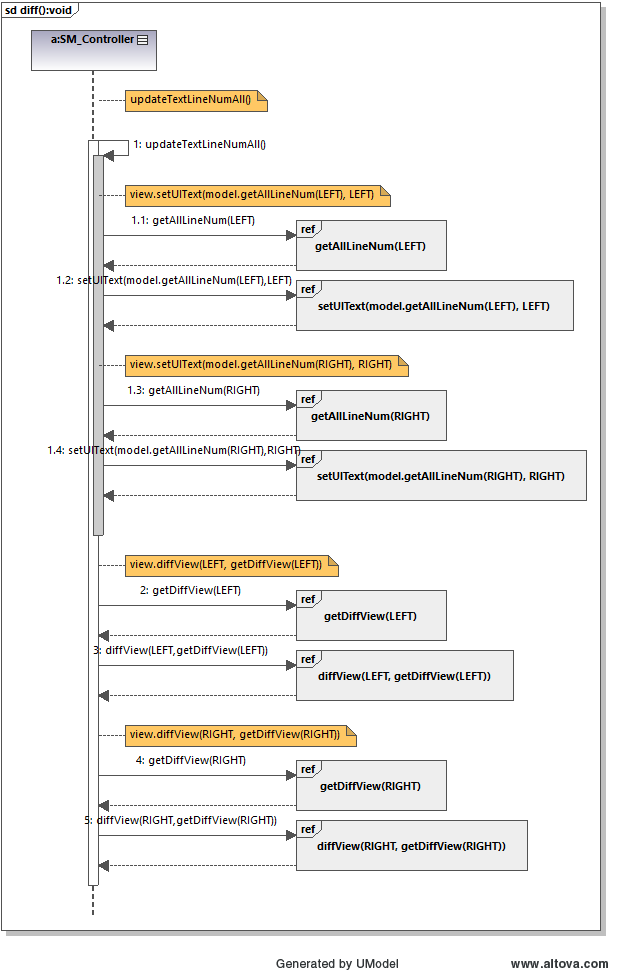 sd diff():void
a:SM_Controller
updateTextLineNumAll()
1: updateTextLineNumAll()
view.setUIText(model.getAllLineNum(LEFT), LEFT)
1.1: getAllLineNum(LEFT)
ref
getAllLineNum(LEFT)
1.2: setUIText(model.getAllLineNum(LEFT),LEFT)
ref
setUIText(model.getAllLineNum(LEFT), LEFT)
view.setUIText(model.getAllLineNum(RIGHT), RIGHT)
1.3: getAllLineNum(RIGHT)
ref
getAllLineNum(RIGHT)
1.4: setUIText(model.getAllLineNum(RIGHT),RIGHT)
ref
setUIText(model.getAllLineNum(RIGHT), RIGHT)
view.diffView(LEFT, getDiffView(LEFT))
2: getDiffView(LEFT)
ref
getDiffView(LEFT)
3: diffView(LEFT,getDiffView(LEFT))
ref
diffView(LEFT, getDiffView(LEFT))
view.diffView(RIGHT, getDiffView(RIGHT))
4: getDiffView(RIGHT)
ref
getDiffView(RIGHT)
5: diffView(RIGHT,getDiffView(RIGHT))
ref
diffView(RIGHT, getDiffView(RIGHT))
Generated by UModel
www.altova.com